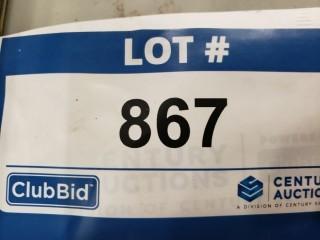 LOT #
867
ClubBid
CENTU
AUCTIO
A DIVISION OF CENTURY